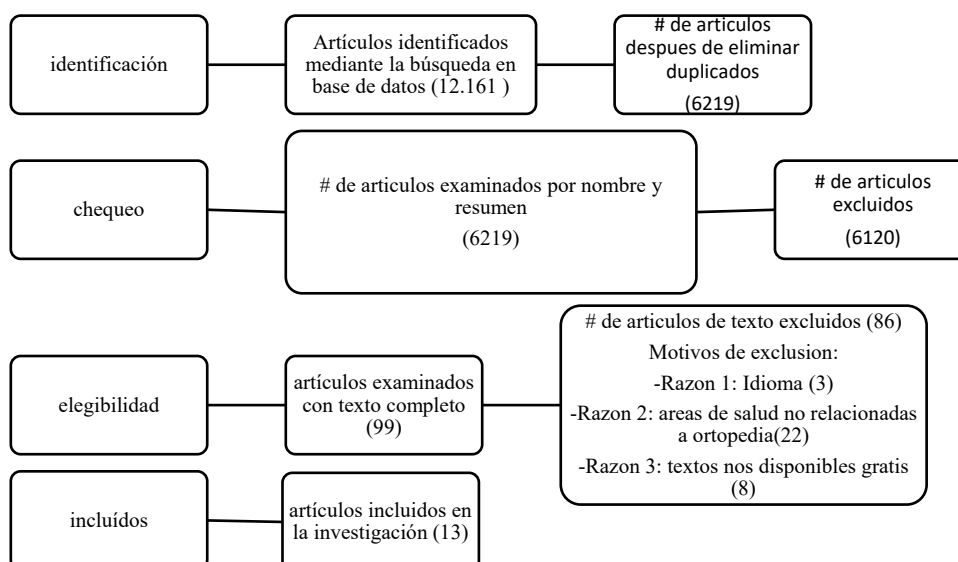 identificación
Artículos identificados
mediante la búsqueda en
base de datos (12.161 )
# de articulos
despues de eliminar
duplicados
(6219)
chequeo
# de articulos examinados por nombre y
resumen
(6219)
# de articulos
excluidos
(6120)
elegibilidad
artículos examinados
con texto completo
(99)
# de articulos de texto excluidos (86)
Motivos de exclusion:
-Razon 1: Idioma (3)
-Razon 2: areas de salud no relacionadas
a ortopedia(22)
-Razon 3: textos nos disponibles gratis
(8)
incluídos
artículos incluidos en
la investigación (13)